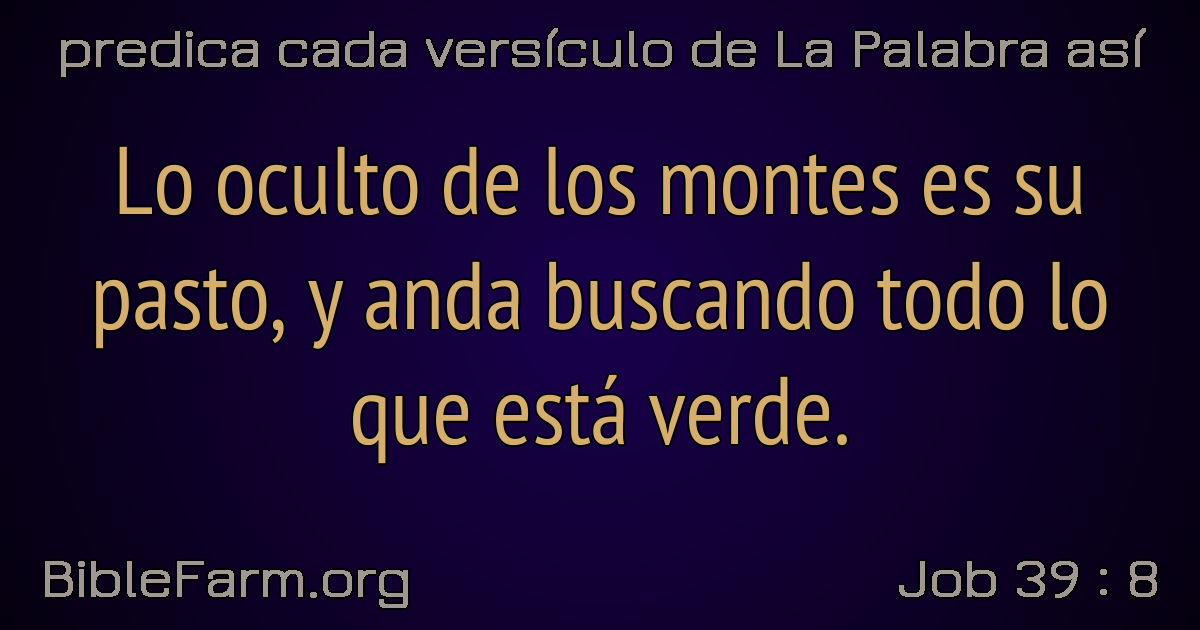 predica cada versículo de La Palabra así
Lo oculto de los montes es su
pasto, y anda buscando todo lo
que está verde.
BibleFarm.org
Job 39 : 8